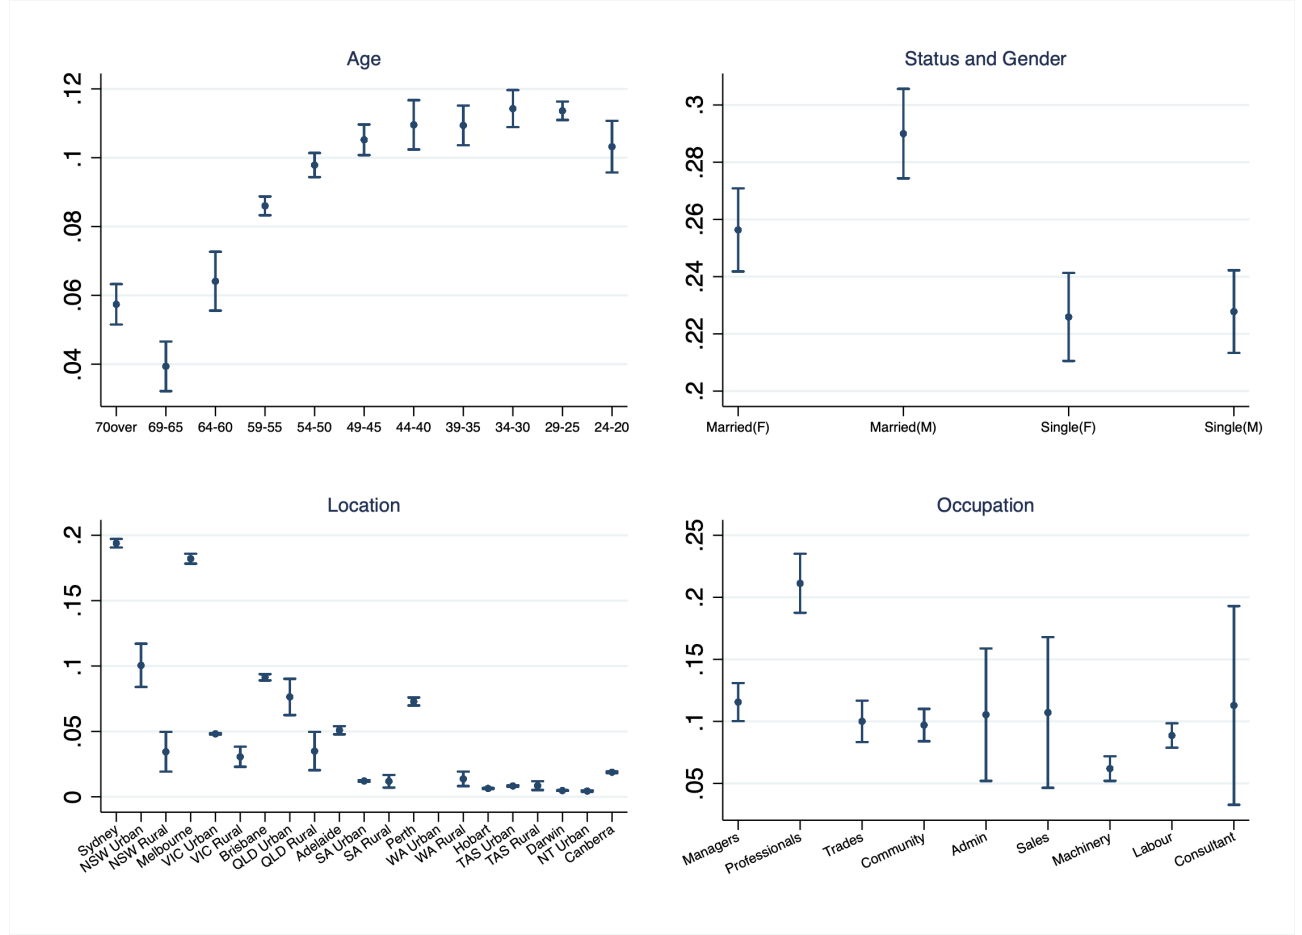 Age
.12
.1
.08
.06
.04
70over 69-65 64-60 59-55 54-50 49-45 44-40 39-35 34-30 29-25 24-20
Status and Gender
.3
.28
.26
.24
.22
.2
Married(F) Married(M) Single(F) Single(M)
Location
.2
.15
.1
.05
0
Sydney
NSW Urban
NSW Rural
Melbourne
VIC Urban
VIC Rural
Brisbane
QLD Urban
QLD Rural
Adelaide
SA Urban
SA Rural
Perth
WA Urban
WA Rural
Hobart
TAS Urban
TAS Rural
Darwin
NT Urban
Canberra
Occupation
.25
.2
.15
.1
.05
Managers
Professionals
Trades
Community
Admin
Sales
Machinery
Labour
Consultant